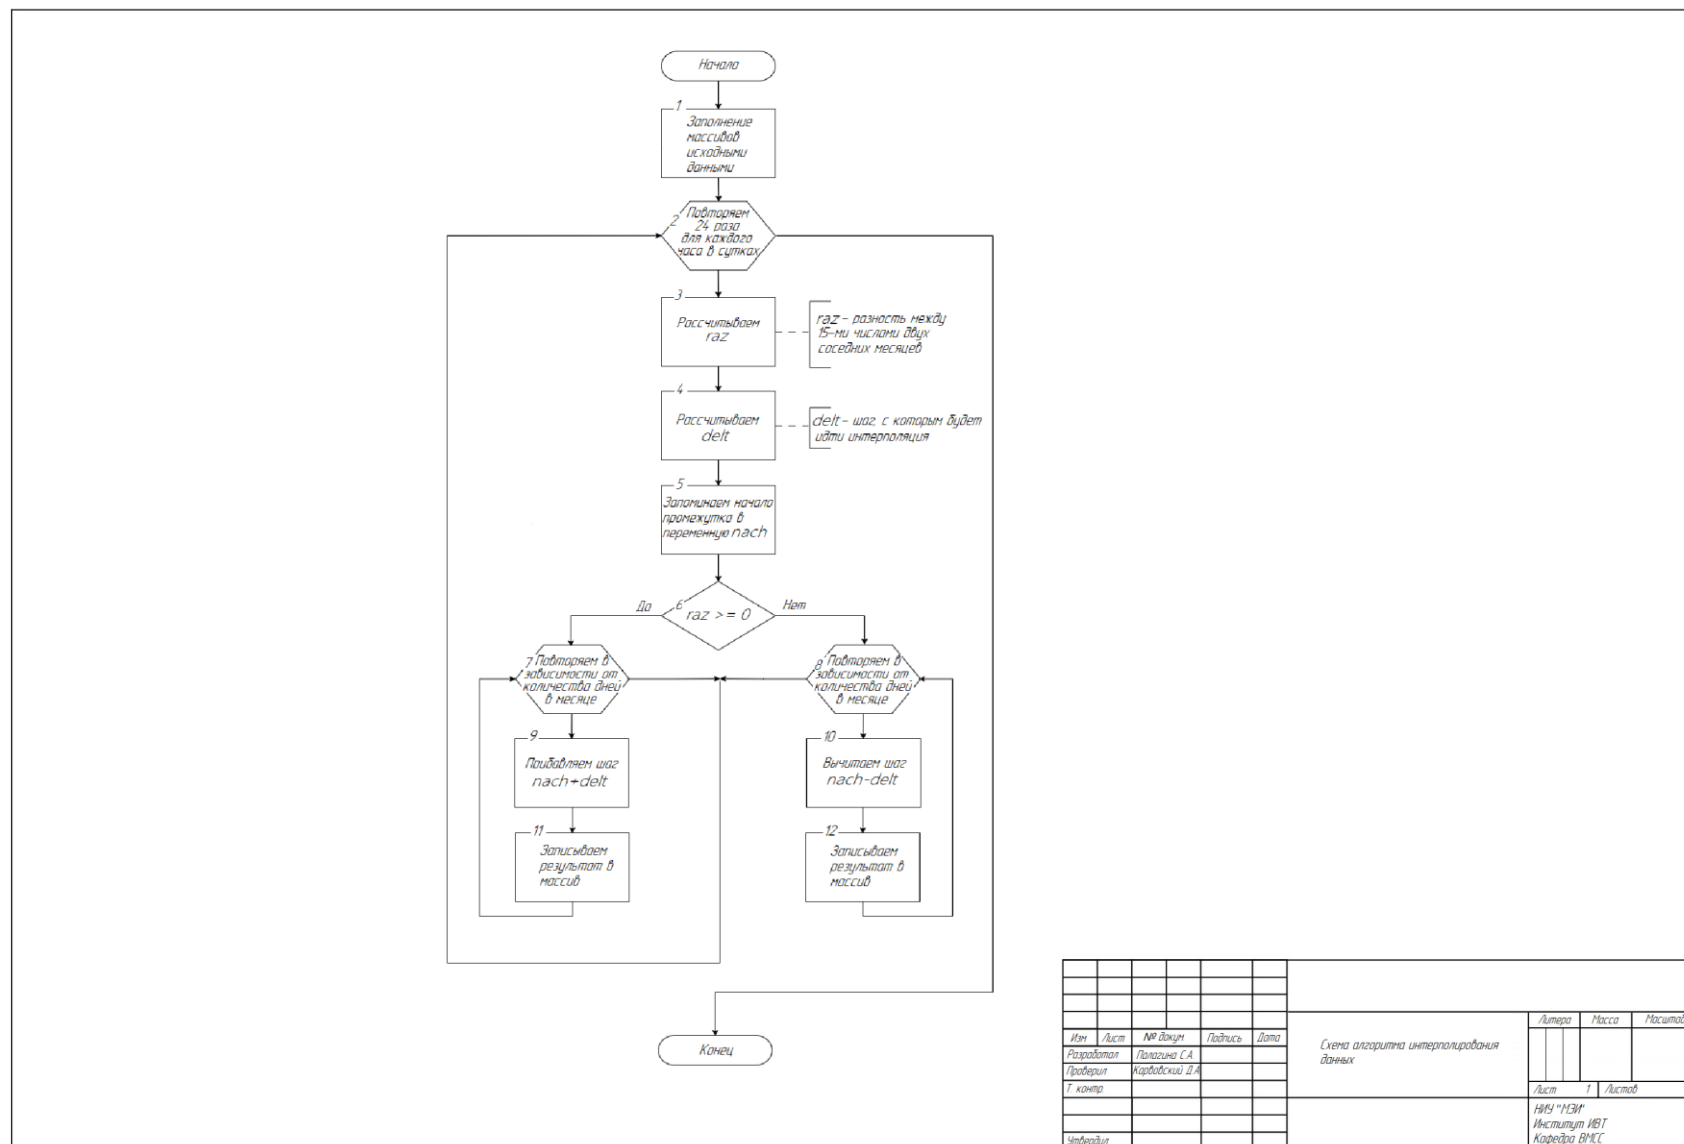 Начало
1
Заполнение
массивов
исходными
данными
2
Повторяем
24 раза
для каждого
часа в сутках
3
Рассчитываем
raz
raz - разность между
15-ми числами двух
соседних месяцев
4
Рассчитываем
delt
delt - шаг, с которым будет
идти интерполяция
5
Запоминаем начало
промежутка в
переменную nach
6
raz >= 0
Да
Нет
7
Повторяем в
зависимости от
количества дней
в месяце
8
Повторяем в
зависимости от
количества дней
в месяце
9
Прибавляем шаг
nach+delt
10
Вычитаем шаг
nach-delt
11
Записываем
результат в
массив
12
Записываем
результат в
массив
Конец
Изм Лист № докум Подпись Дата
Разработал Палагина С.А.
Проверил Карвовский Д.А
Т. контр.
Утвердил
Схема алгоритма интерполирования
данных
Литера Масса Масштаб
Лист 1 Листов
НИУ "МЭИ"
Институт ИВТ
Кафедра ВМСС